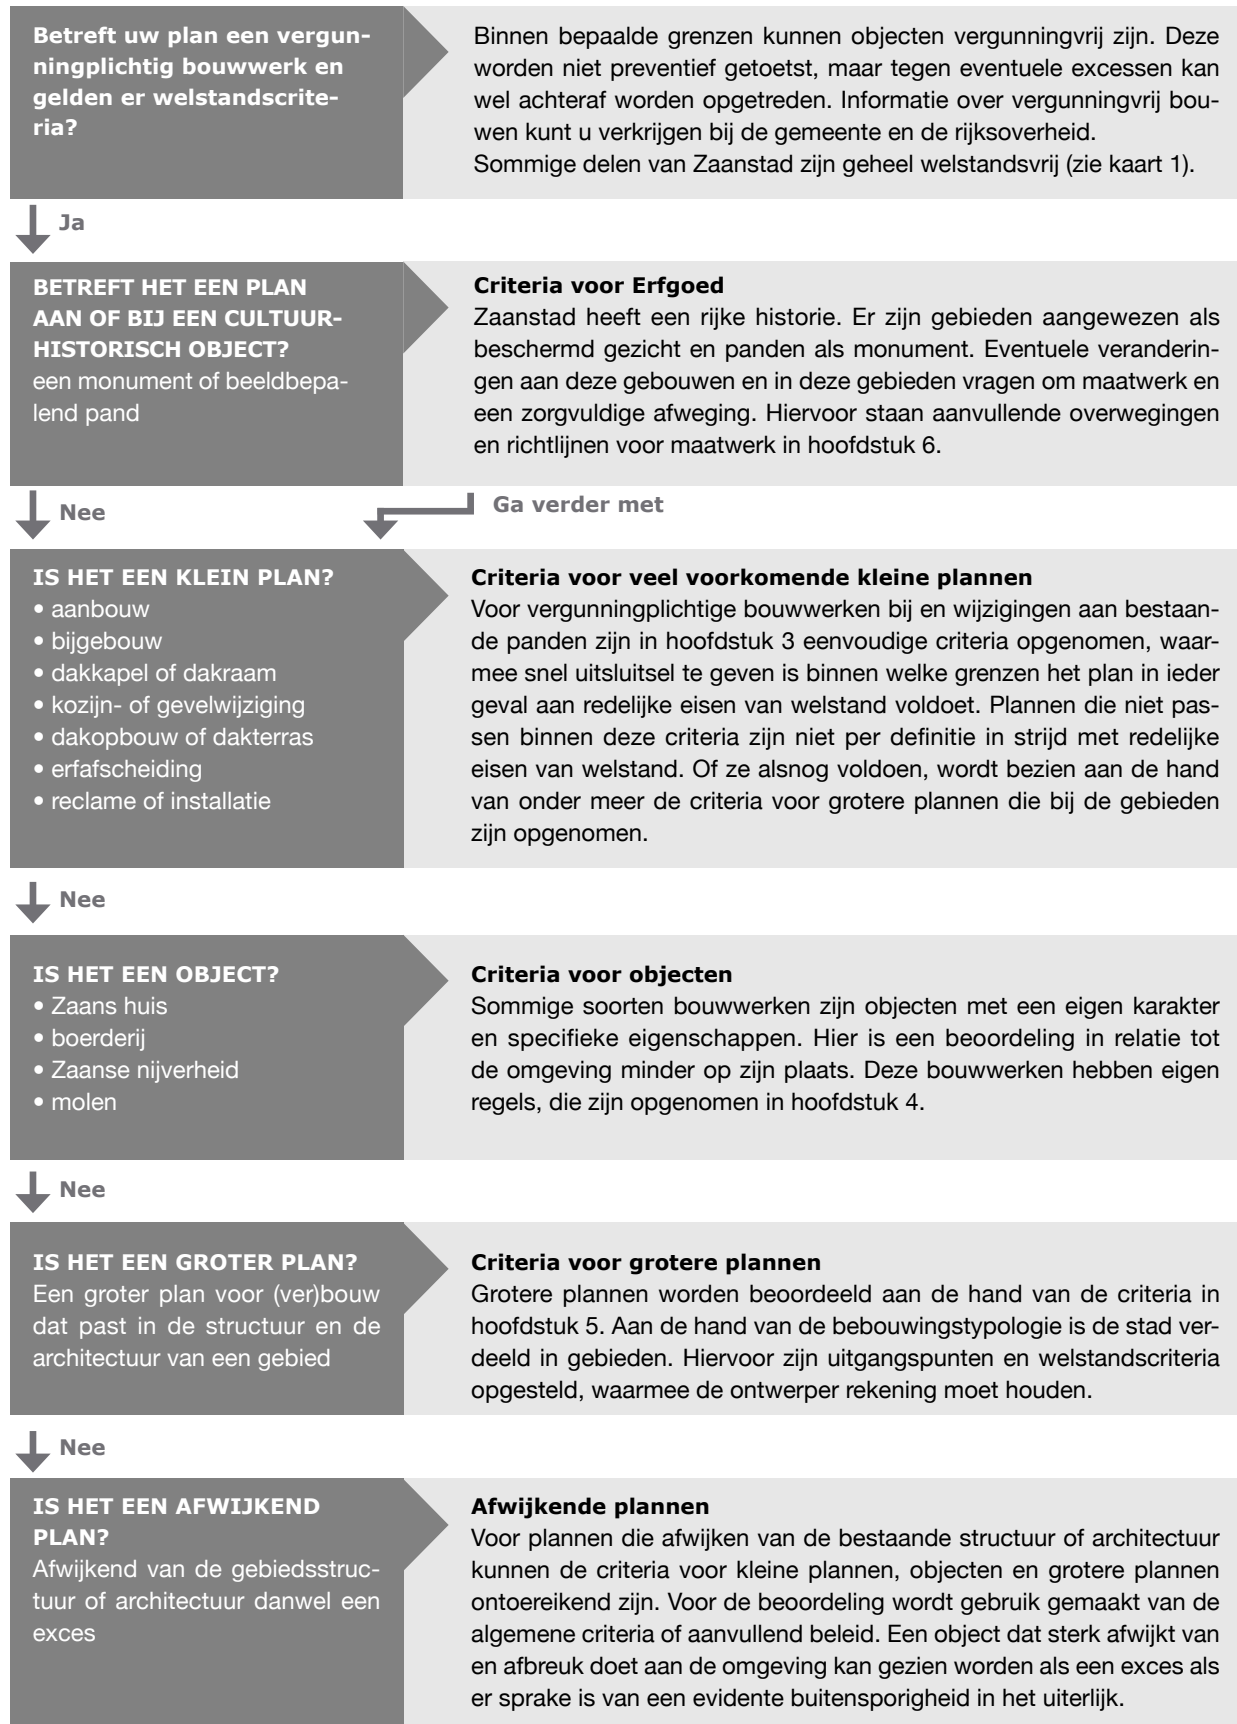 Betreft uw plan een vergun-
ningplichtig bouwwerk en
gelden er welstandscrite-
ria?
Binnen bepaalde grenzen kunnen objecten vergunningvrij zijn. Deze
worden niet preventief getoetst, maar tegen eventuele excessen kan
wel achteraf worden opgetreden. Informatie over vergunningvrij bou-
wen kunt u verkrijgen bij de gemeente en de rijksoverheid.
Sommige delen van Zaanstad zijn geheel welstandsvrij (zie kaart 1).
Ja
BETREFT HET EEN PLAN
AAN OF BIJ EEN CULTUUR-
HISTORISCH OBJECT?
een monument of beeldbepa-
lend pand
Criteria voor Erfgoed
Zaanstad heeft een rijke historie. Er zijn gebieden aangewezen als
beschermd gezicht en panden als monument. Eventuele veranderin-
gen aan deze gebouwen en in deze gebieden vragen om maatwerk en
een zorgvuldige afweging. Hiervoor staan aanvullende overwegingen
en richtlijnen voor maatwerk in hoofdstuk 6.
Nee
Ga verder met
IS HET EEN KLEIN PLAN?
• aanbouw
• bijgebouw
• dakkapel of dakraam
• kozijn- of gevelwijziging
• dakopbouw of dakterras
• erfafscheiding
• reclame of installatie
Criteria voor veel voorkomende kleine plannen
Voor vergunningplichtige bouwwerken bij en wijzigingen aan bestaan-
de panden zijn in hoofdstuk 3 eenvoudige criteria opgenomen, waar-
mee snel uitsluitsel te geven is binnen welke grenzen het plan in ieder
geval aan redelijke eisen van welstand voldoet. Plannen die niet pas-
sen binnen deze criteria zijn niet per definitie in strijd met redelijke
eisen van welstand. Of ze alsnog voldoen, wordt bezien aan de hand
van onder meer de criteria voor grotere plannen die bij de gebieden
zijn opgenomen.
Nee
IS HET EEN OBJECT?
• Zaans huis
• boerderij
• Zaanse nijverheid
• molen
Criteria voor objecten
Sommige soorten bouwwerken zijn objecten met een eigen karakter
en specifieke eigenschappen. Hier is een beoordeling in relatie tot
de omgeving minder op zijn plaats. Deze bouwwerken hebben eigen
regels, die zijn opgenomen in hoofdstuk 4.
Nee
IS HET EEN GROTER PLAN?
Een groter plan voor (ver)bouw
dat past in de structuur en de
architectuur van een gebied
Criteria voor grotere plannen
Grotere plannen worden beoordeeld aan de hand van de criteria in
hoofdstuk 5. Aan de hand van de bebouwingstypologie is de stad ver-
deeld in gebieden. Hiervoor zijn uitgangspunten en welstandscriteria
opgesteld, waarmee de ontwerper rekening moet houden.
Nee
IS HET EEN AFWIJKEND
PLAN?
Afwijkend van de gebiedsstruc-
tuur of architectuur danwel een
exces
Afwijkende plannen
Voor plannen die afwijken van de bestaande structuur of architectuur
kunnen de criteria voor kleine plannen, objecten en grotere plannen
ontoereikend zijn. Voor de beoordeling wordt gebruik gemaakt van de
algemene criteria of aanvullend beleid. Een object dat sterk afwijkt van
en afbreuk doet aan de omgeving kan gezien worden als een exces als
er sprake is van een evidente buitensporigheid in het uiterlijk.